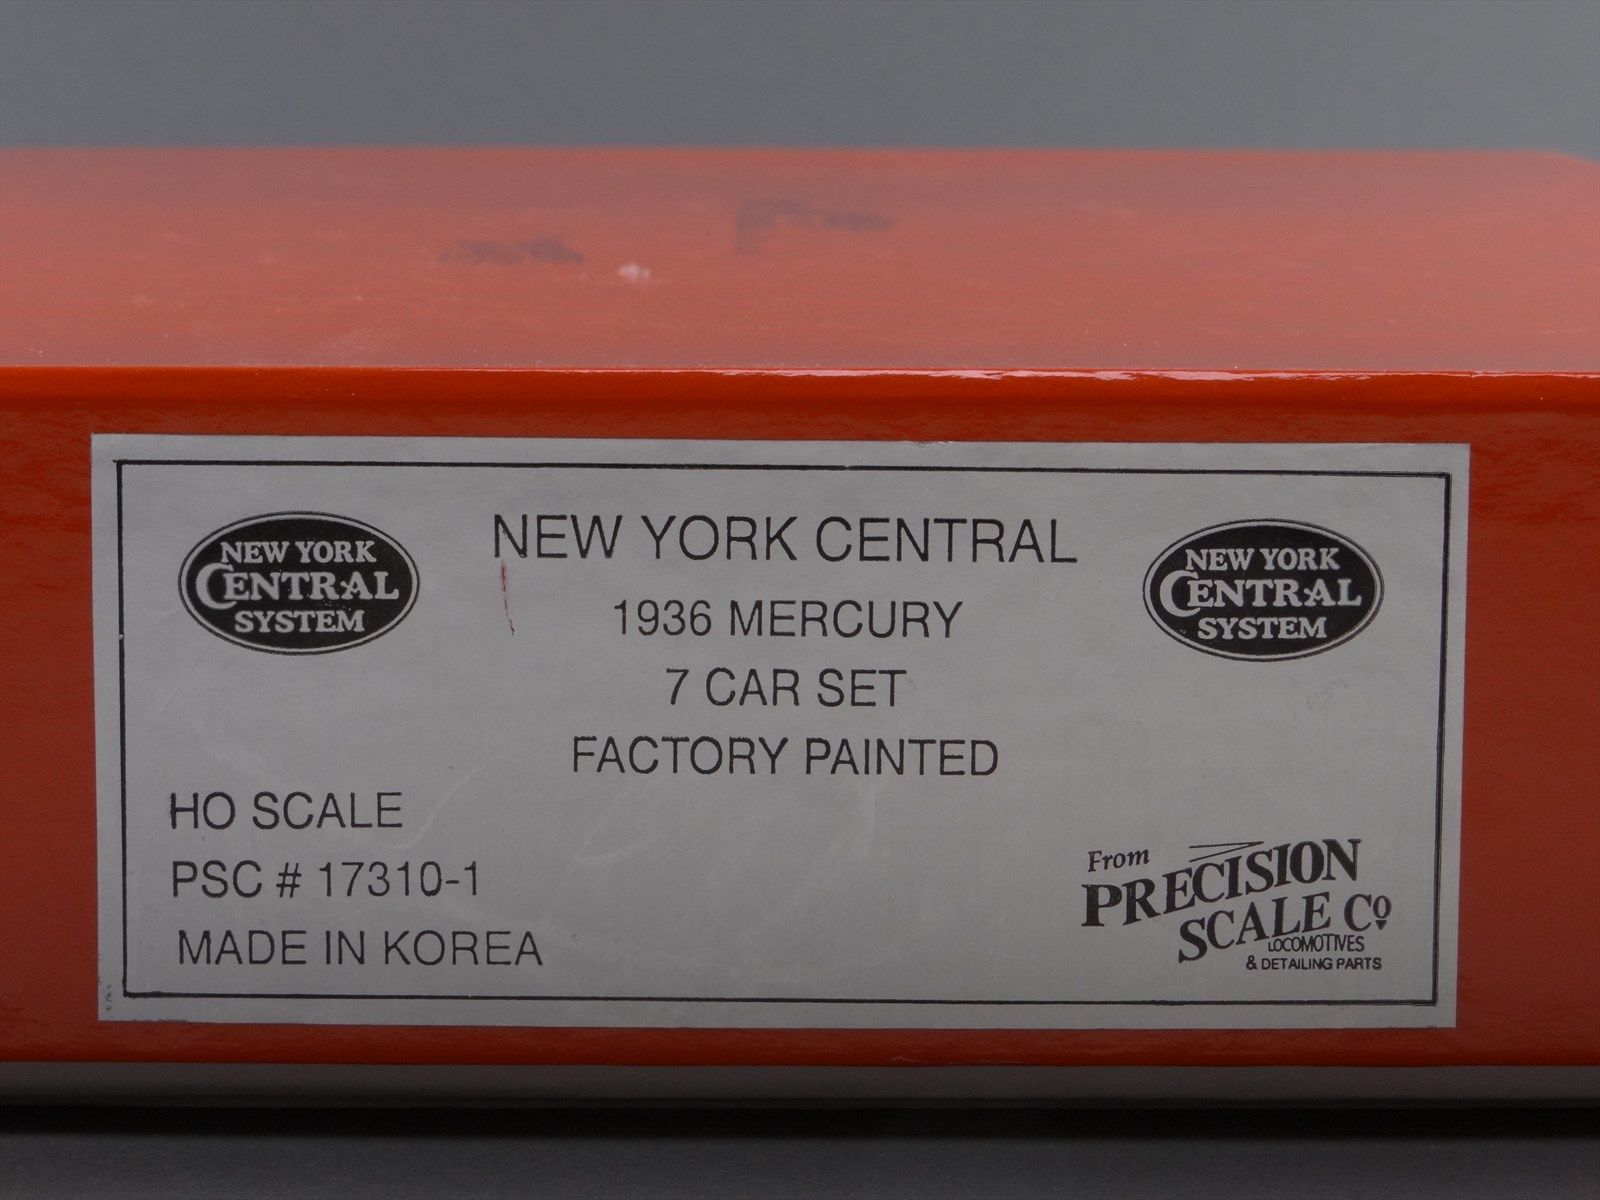 NEW YORK
CENTRAL
SYSTEM
NEW YORK CENTRAL
1936 MERCURY
7 CAR SET
FACTORY PAINTED
NEW YORK
CENTRAL
SYSTEM
HO SCALE
PSC # 17310-1
MADE IN KOREA
From
PRECISION
SCALE Co
LOCOMOTIVES
& DETAILING PARTS